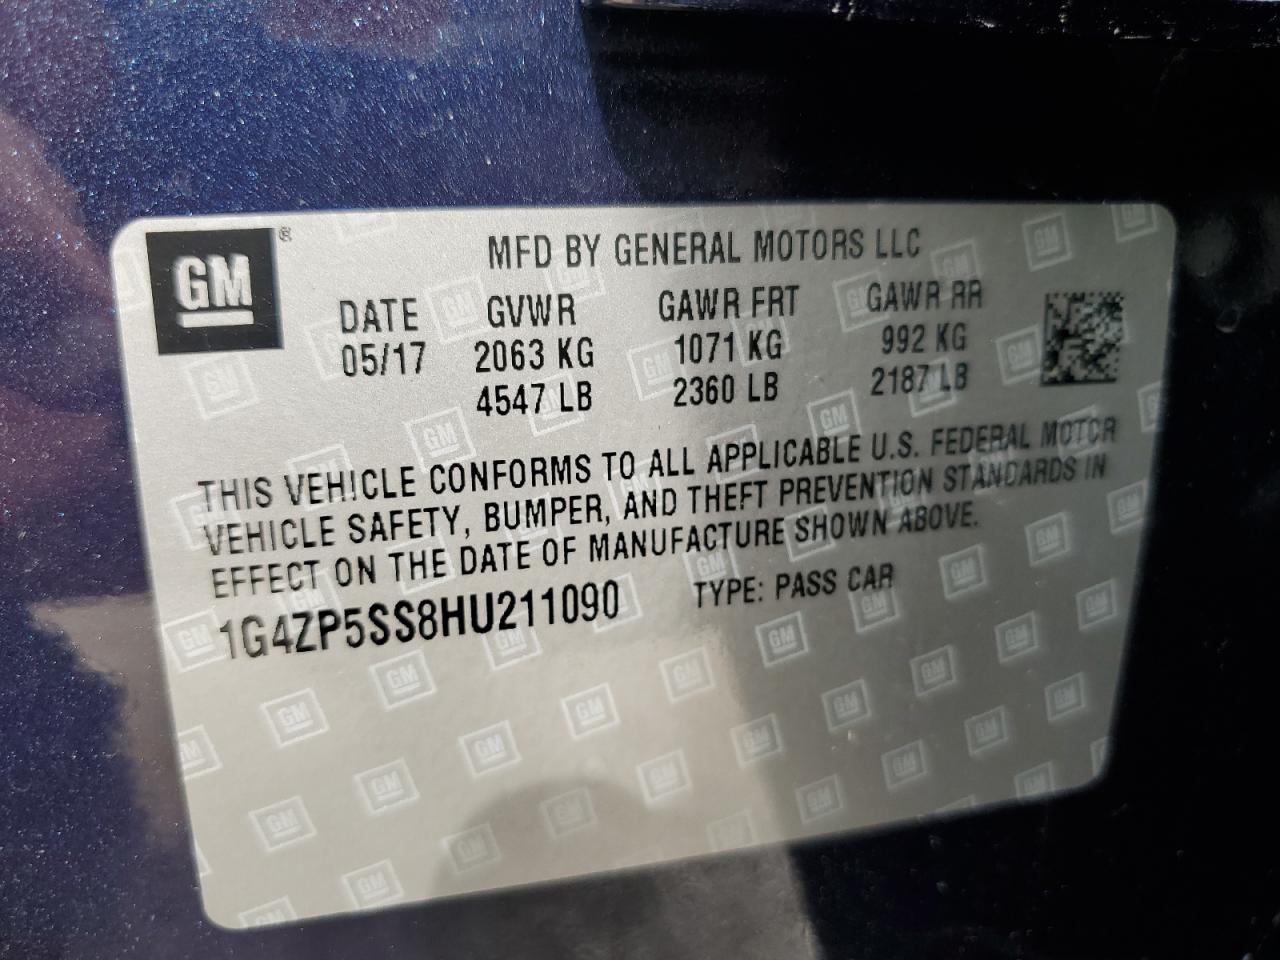 GM ®
MFD BY GENERAL MOTORS LLC
DATE GVWR GAWR FRT GAWR RR
05/17 2063 KG 1071 KG 992 KG
4547 LB 2360 LB 2187 LB
THIS VEHICLE CONFORMS TO ALL APPLICABLE U.S. FEDERAL MOTOR
VEHICLE SAFETY, BUMPER, AND THEFT PREVENTION STANDARDS IN
EFFECT ON THE DATE OF MANUFACTURE SHOWN ABOVE.
1G4ZP5SS8HU211090 TYPE: PASS CAR